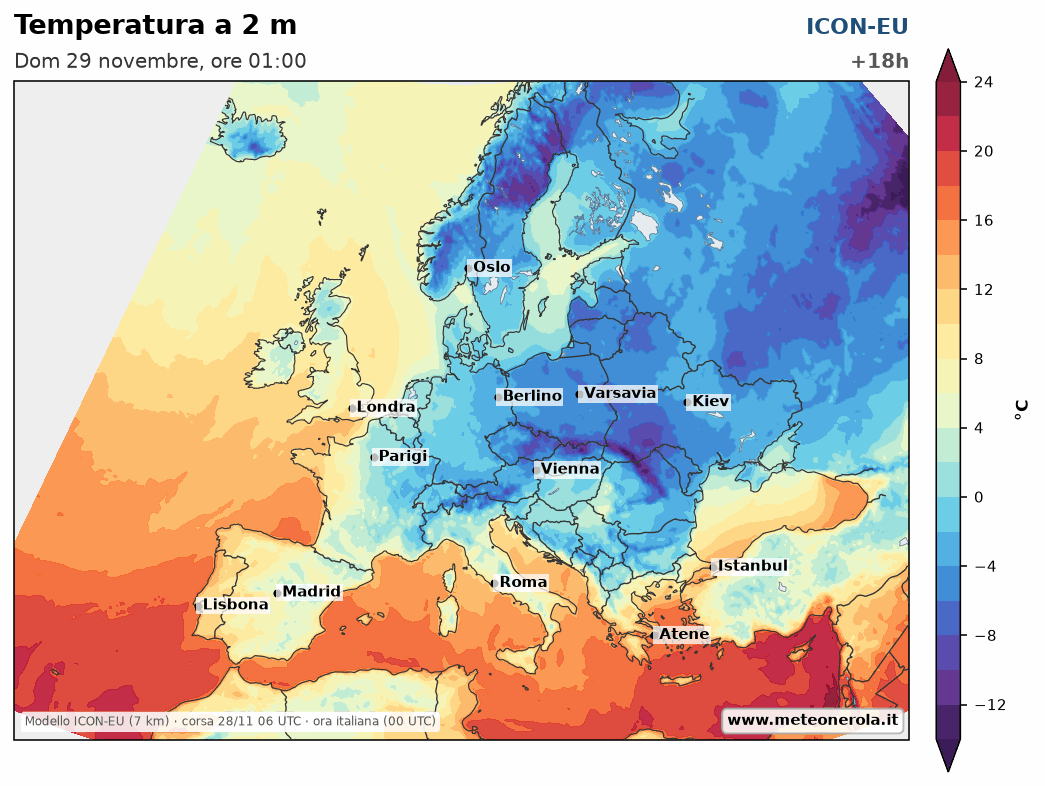 Temperatura a 2 m
ICON-EU
Dom 29 novembre, ore 01:00
+18h
24
20
16
12
8
4
0
−4
−8
−12
°C
Oslo
Berlino
Varsavia
Kiev
Londra
Parigi
Vienna
Istanbul
Roma
Madrid
Lisbona
Atene
Modello ICON-EU (7 km) · corsa 28/11 06 UTC · ora italiana (00 UTC)
www.meteonerola.it